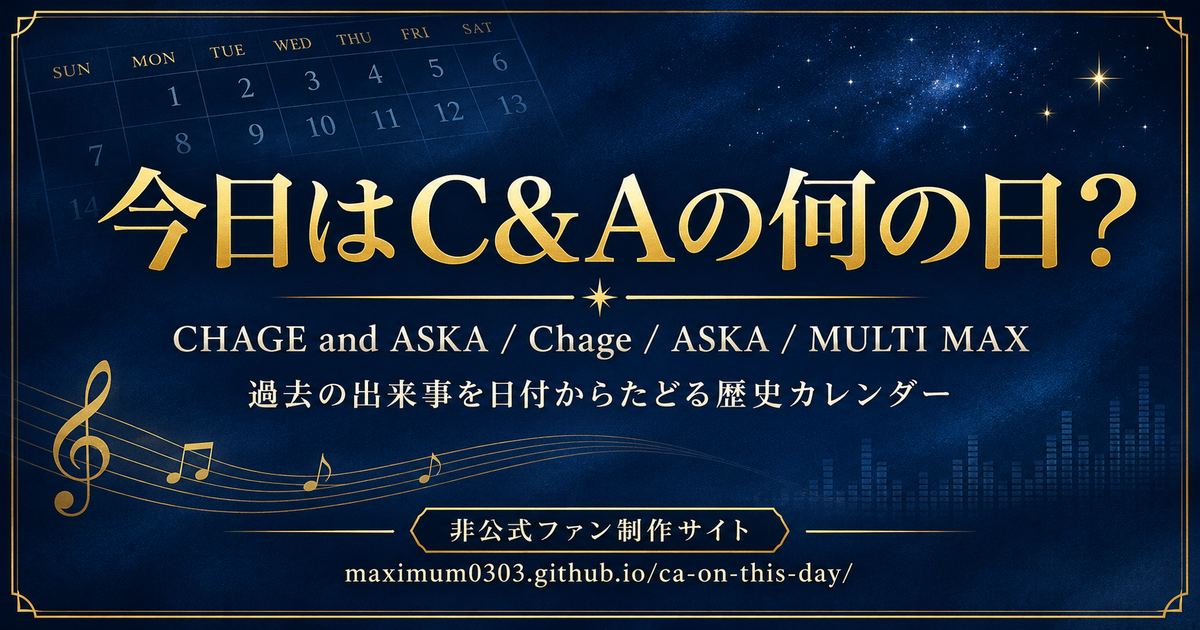 SUN MON TUE WED THU FRI SAT
1 2 3 4 5 6
7 8 9 10 11 12 13
14
今日はC&Aの何の日?
CHAGE and ASKA / Chage / ASKA / MULTI MAX
過去の出来事を日付からたどる歴史カレンダー
非公式ファン制作サイト
maximum0303.github.io/ca-on-this-day/